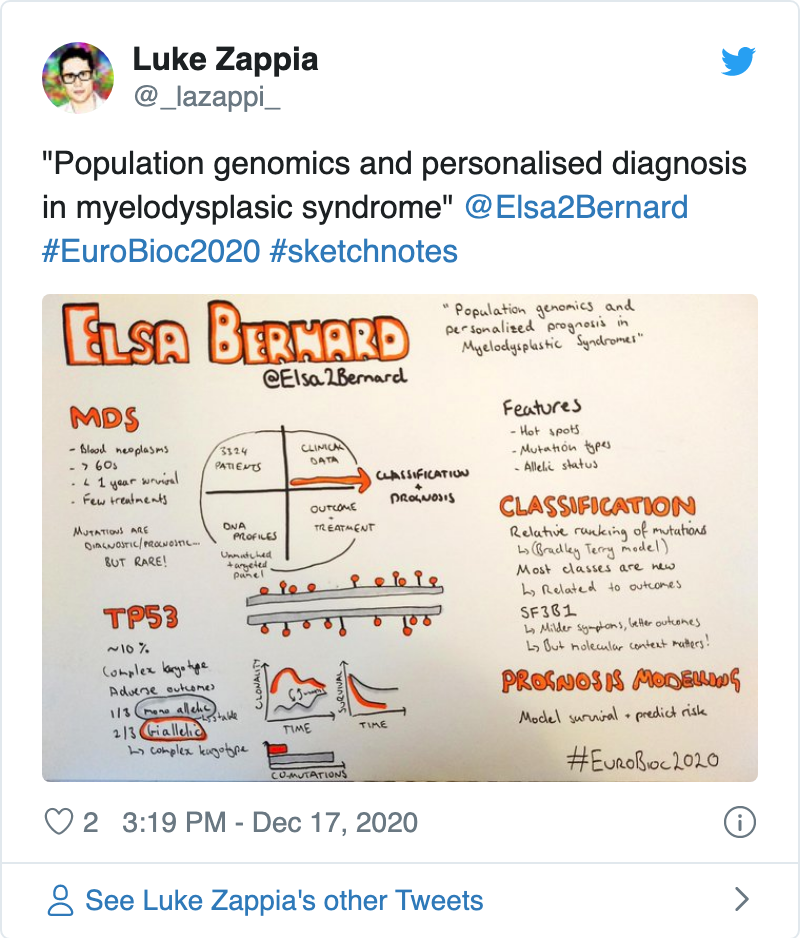 Luke Zappia
@_lazappi_
"Population genomics and personalised diagnosis
in myelodysplasic syndrome" @Elsa2Bernard
#EuroBioc2020 #sketchnotes
ELSA BERNARD
@Elsa2Bernard
"Population genomics and
personalized prognosis in
Myelodysplastic Syndromes"
MDS
- Blood neoplasms
- > 60s
- < 1 year survival
- Few treatments
MUTATIONS ARE
DIAGNOSTIC/PROGNOSTIC...
BUT RARE!
3324
PATIENTS
CLINICAL
DATA
DNA
PROFILES
Unmatched
targeted
panel
OUTCOME
+
TREATMENT
CLASSIFICATION
+
PROGNOSIS
TP53
~10%
Complex karyotype
Adverse outcomes
1/3 mono allelic
↳ stable
2/3 biallelic
↳ complex karyotype
CLONALITY
TIME
SURVIVAL
TIME
CO-MUTATIONS
Features
- Hot spots
- Mutation types
- Allelic status
CLASSIFICATION
Relative ranking of mutations
↳ (Bradley Terry model)
Most classes are new
↳ Related to outcomes
SF3B1
↳ Milder symptoms, better outcomes
↳ But molecular context matters!
PROGNOSIS MODELLING
Model survival + predict risk
#EUROBIOC2020
2 3:19 PM - Dec 17, 2020
See Luke Zappia's other Tweets